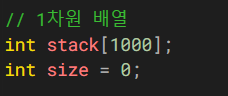 // 1차원 배열
int stack[1000];
int size = 0;